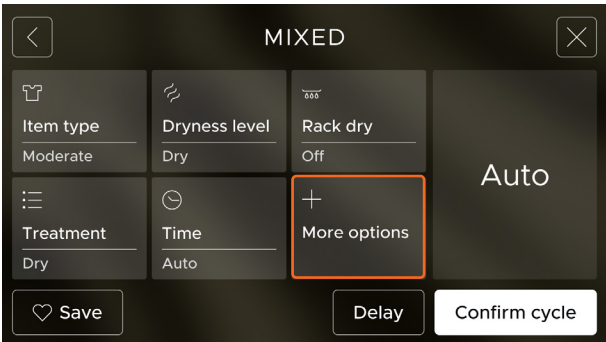 MIXED
Item type
Moderate
Dryness level
Dry
Rack dry
Off
Auto
Treatment
Dry
Time
Auto
More options
Save
Delay
Confirm cycle